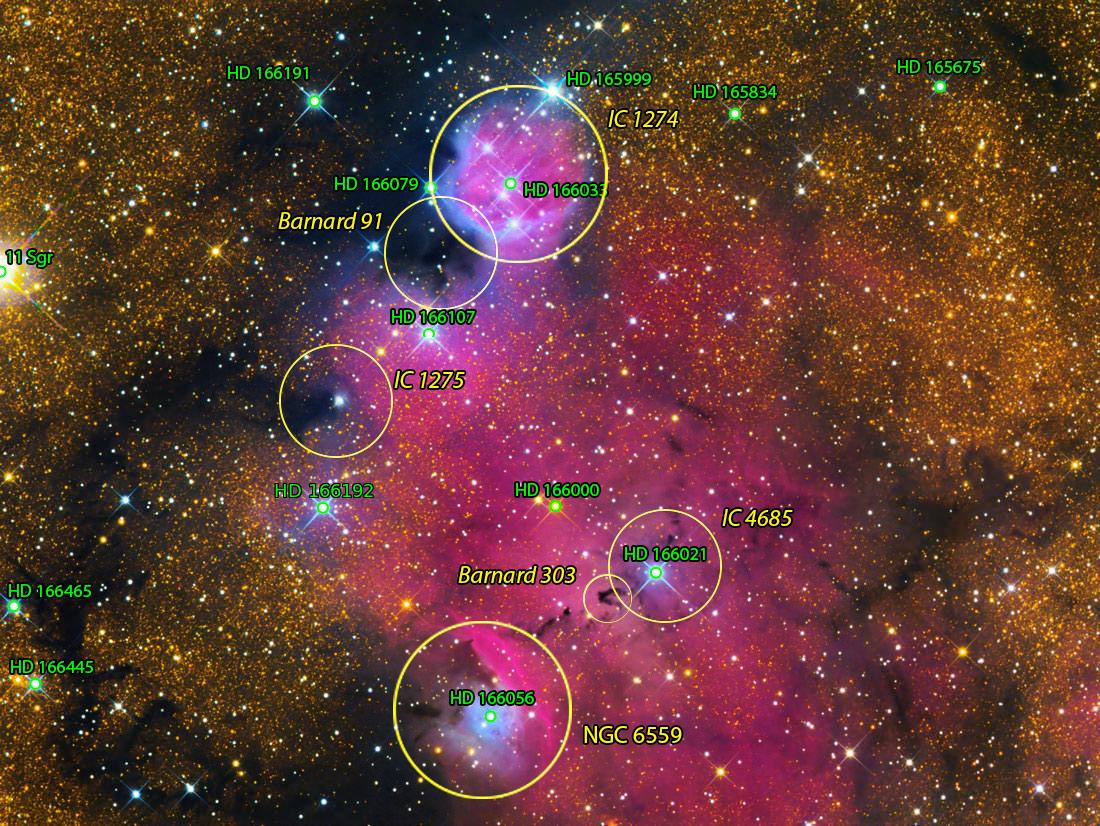 HD 165675
HD 166191
HD 165999
HD 165834
IC 1274
HD 166079
HD 166033
Barnard 91
11 Sgr
HD 166107
IC 1275
HD 166192
HD 166000
IC 4685
HD 166021
Barnard 303
HD 166465
HD 166445
HD 166056
NGC 6559